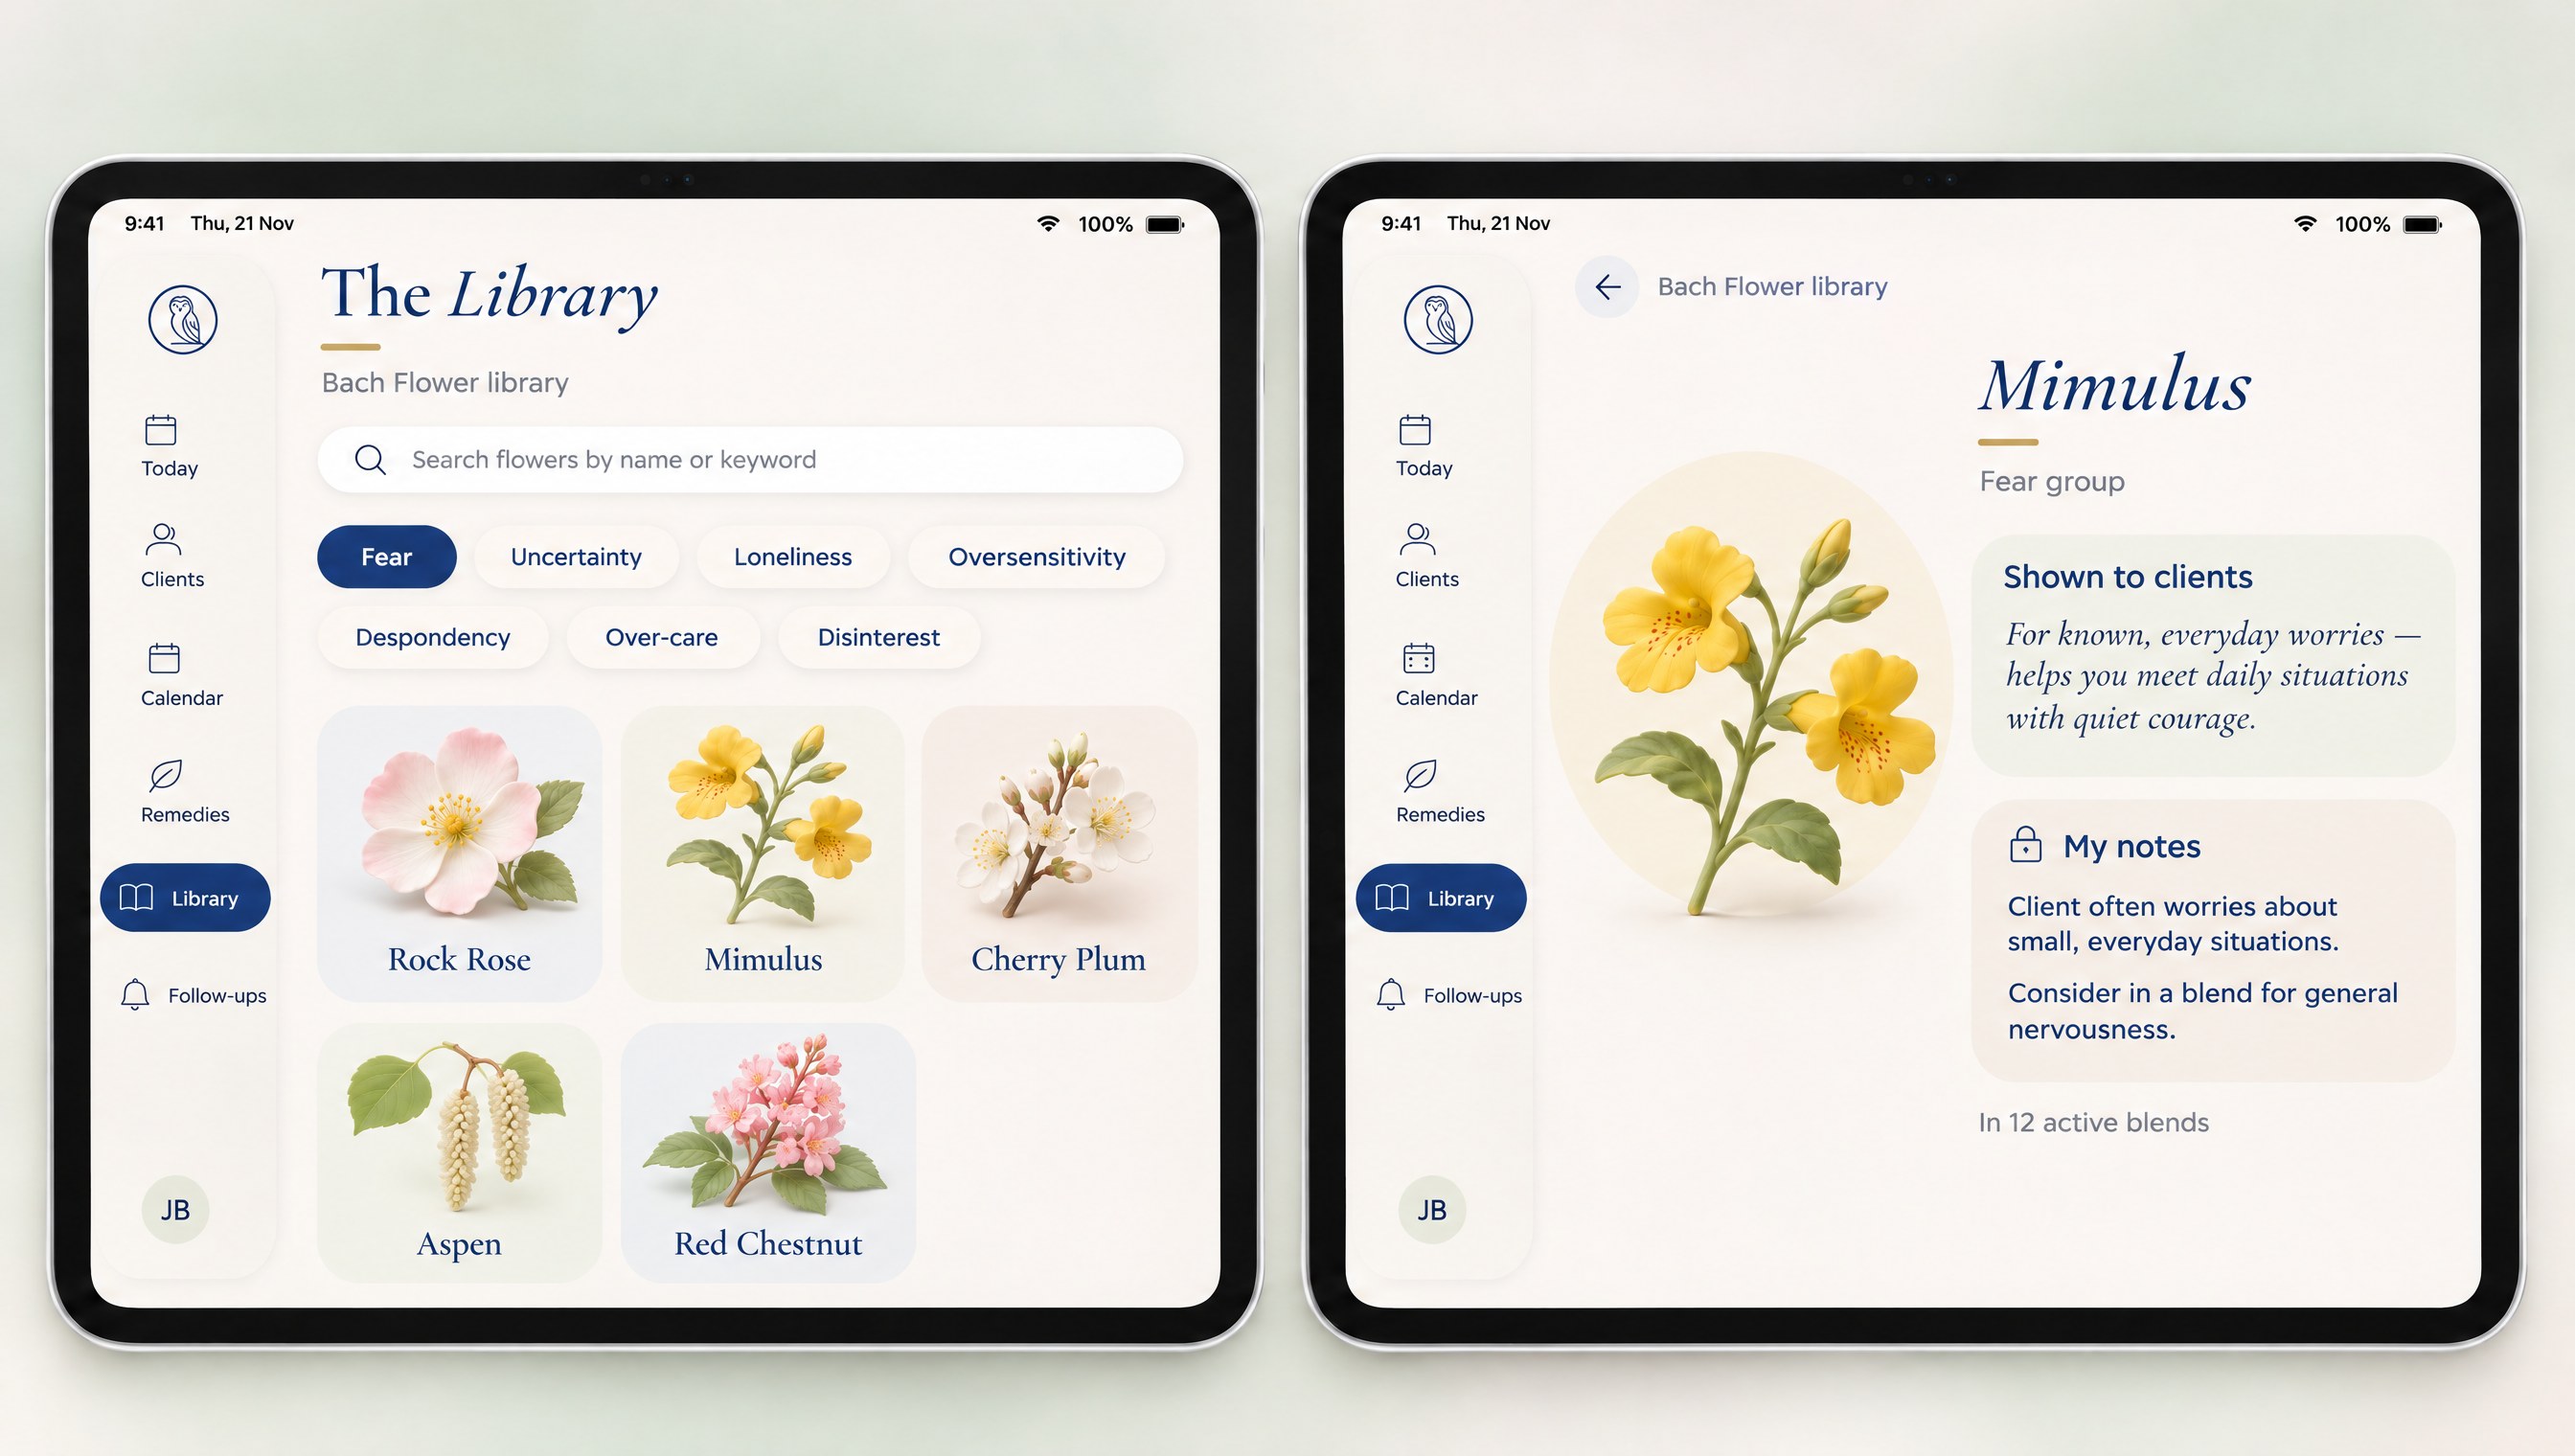 9:41 Thu, 21 Nov 100%
The Library
Bach Flower library
Search flowers by name or keyword
Fear Uncertainty Loneliness Oversensitivity
Despondency Over-care Disinterest
Today
Clients
Calendar
Remedies
Library
Follow-ups
JB
Rock Rose Mimulus Cherry Plum
Aspen Red Chestnut
9:41 Thu, 21 Nov 100%
Bach Flower library
Today
Clients
Calendar
Remedies
Library
Follow-ups
JB
Mimulus
Fear group
Shown to clients
For known, everyday worries —
helps you meet daily situations
with quiet courage.
My notes
Client often worries about
small, everyday situations.
Consider in a blend for general
nervousness.
In 12 active blends